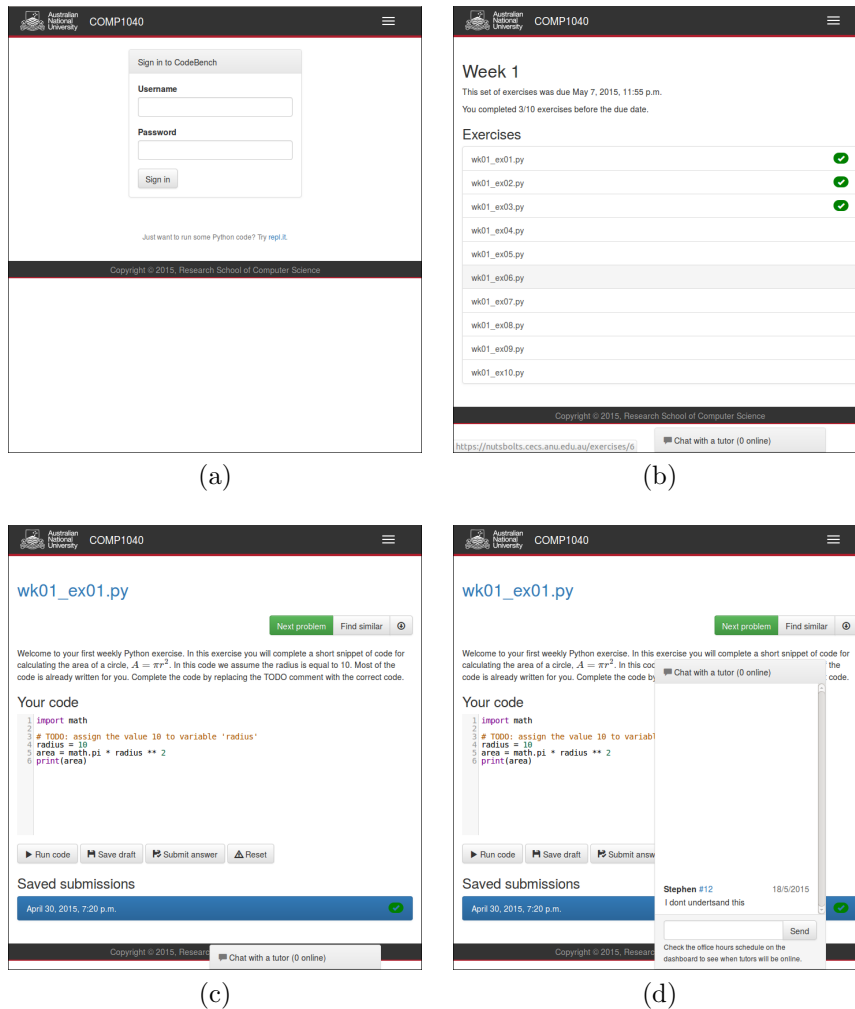 Australian
National
University
COMP1040
Sign in to CodeBench
Username
Password
Sign in
Just want to run some Python code? Try repl.it.
Copyright © 2015, Research School of Computer Science
(a)
Australian
National
University
COMP1040
Week 1
This set of exercises was due May 7, 2015, 11:55 p.m.
You completed 3/10 exercises before the due date.
Exercises
wk01_ex01.py
wk01_ex02.py
wk01_ex03.py
wk01_ex04.py
wk01_ex05.py
wk01_ex06.py
wk01_ex07.py
wk01_ex08.py
wk01_ex09.py
wk01_ex10.py
Copyright © 2015, Research School of Computer Science
https://nutsbolts.cecs.anu.edu.au/exercises/6
Chat with a tutor (0 online)
(b)
Australian
National
University
COMP1040
wk01_ex01.py
Next problem Find similar
Welcome to your first weekly Python exercise. In this exercise you will complete a short snippet of code for
calculating the area of a circle, A = πr². In this code we assume the radius is equal to 10. Most of the
code is already written for you. Complete the code by replacing the TODO comment with the correct code.
Your code
1 import math
2
3 # TODO: assign the value 10 to variable 'radius'
4 radius = 10
5 area = math.pi * radius ** 2
6 print(area)
Run code Save draft Submit answer Reset
Saved submissions
April 30, 2015, 7:20 p.m.
Copyright © 2015, Researc
Chat with a tutor (0 online)
(c)
Australian
National
University
COMP1040
wk01_ex01.py
Next problem Find similar
Welcome to your first weekly Python exercise. In this exercise you will complete a short snippet of code for
calculating the area of a circle, A = πr². In this cod the
code is already written for you. Complete the code by code.
Chat with a tutor (0 online)
Your code
1 import math
2
3 # TODO: assign the value 10 to variabl
4 radius = 10
5 area = math.pi * radius ** 2
6 print(area)
Run code Save draft Submit answ
Saved submissions
April 30, 2015, 7:20 p.m.
Stephen #12 18/5/2015
I dont undertsand this
Send
Check the office hours schedule on the
dashboard to see when tutors will be online.
Copyright © 2015, Researc
(d)